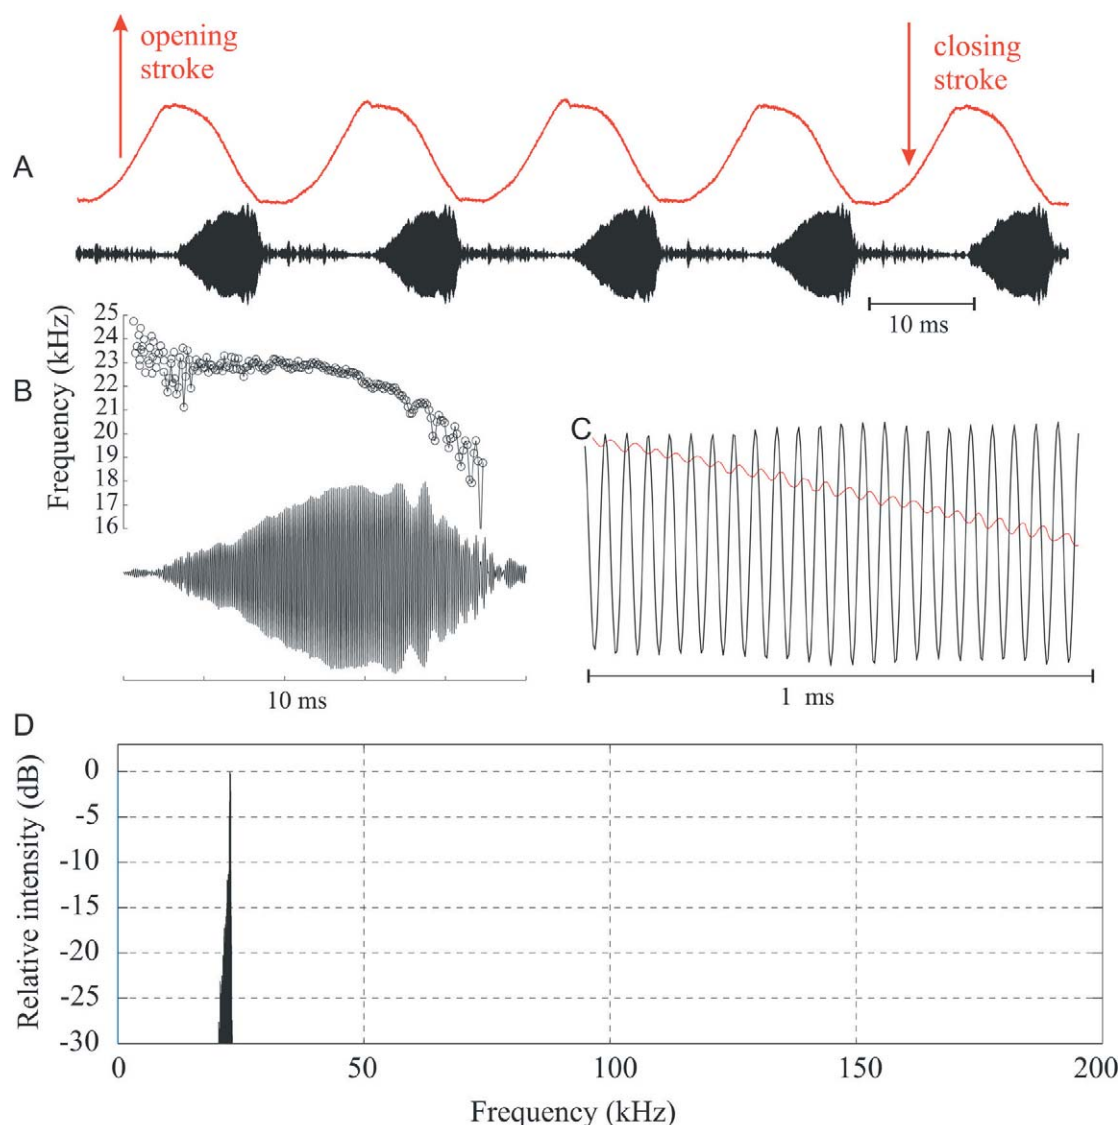 opening
stroke
closing
stroke
A
10 ms
B
Frequency (kHz)
25
24
23
22
21
20
19
18
17
16
10 ms
C
1 ms
D
Relative intensity (dB)
0
-5
-10
-15
-20
-25
-30
0
50
100
150
200
Frequency (kHz)